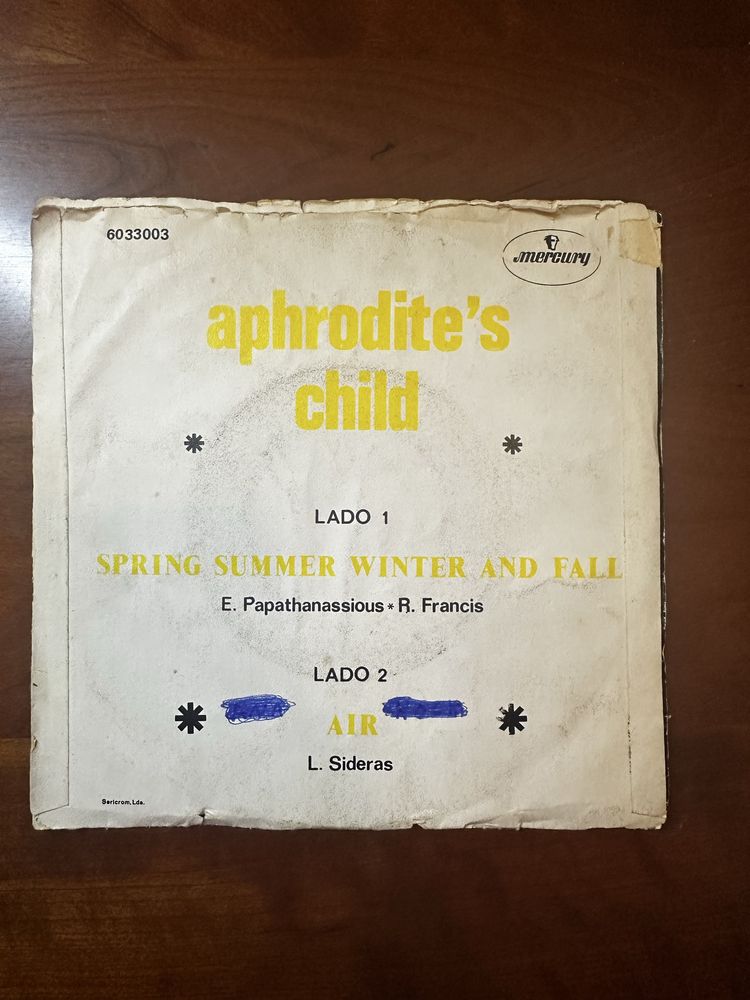 6033003
mercury
aphrodite's
child
LADO 1
SPRING SUMMER WINTER AND FALL
E. Papathanassious * R. Francis
LADO 2
AIR
L. Sideras
Sericrom, Lda.